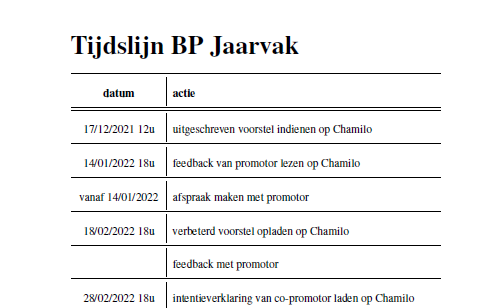 Tijdslijn BP Jaarvak
datum actie
17/12/2021 12u uitgeschreven voorstel indienen op Chamilo
14/01/2022 18u feedback van promotor lezen op Chamilo
vanaf 14/01/2022 afspraak maken met promotor
18/02/2022 18u verbeterd voorstel opladen op Chamilo
feedback met promotor
28/02/2022 18u intentieverklaring van co-promotor laden op Chamilo